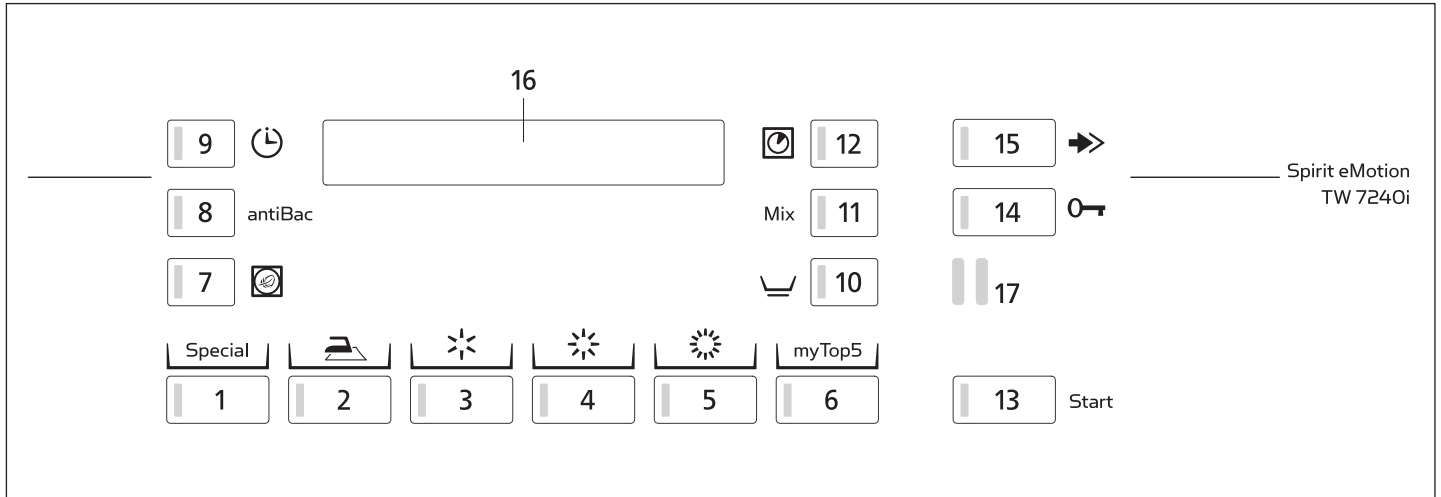 16
9 12 15
Spirit eMotion
TW 7240i
8 antiBac Mix 11 14
7 10 17
Special myTop5
1 2 3 4 5 6 13 Start